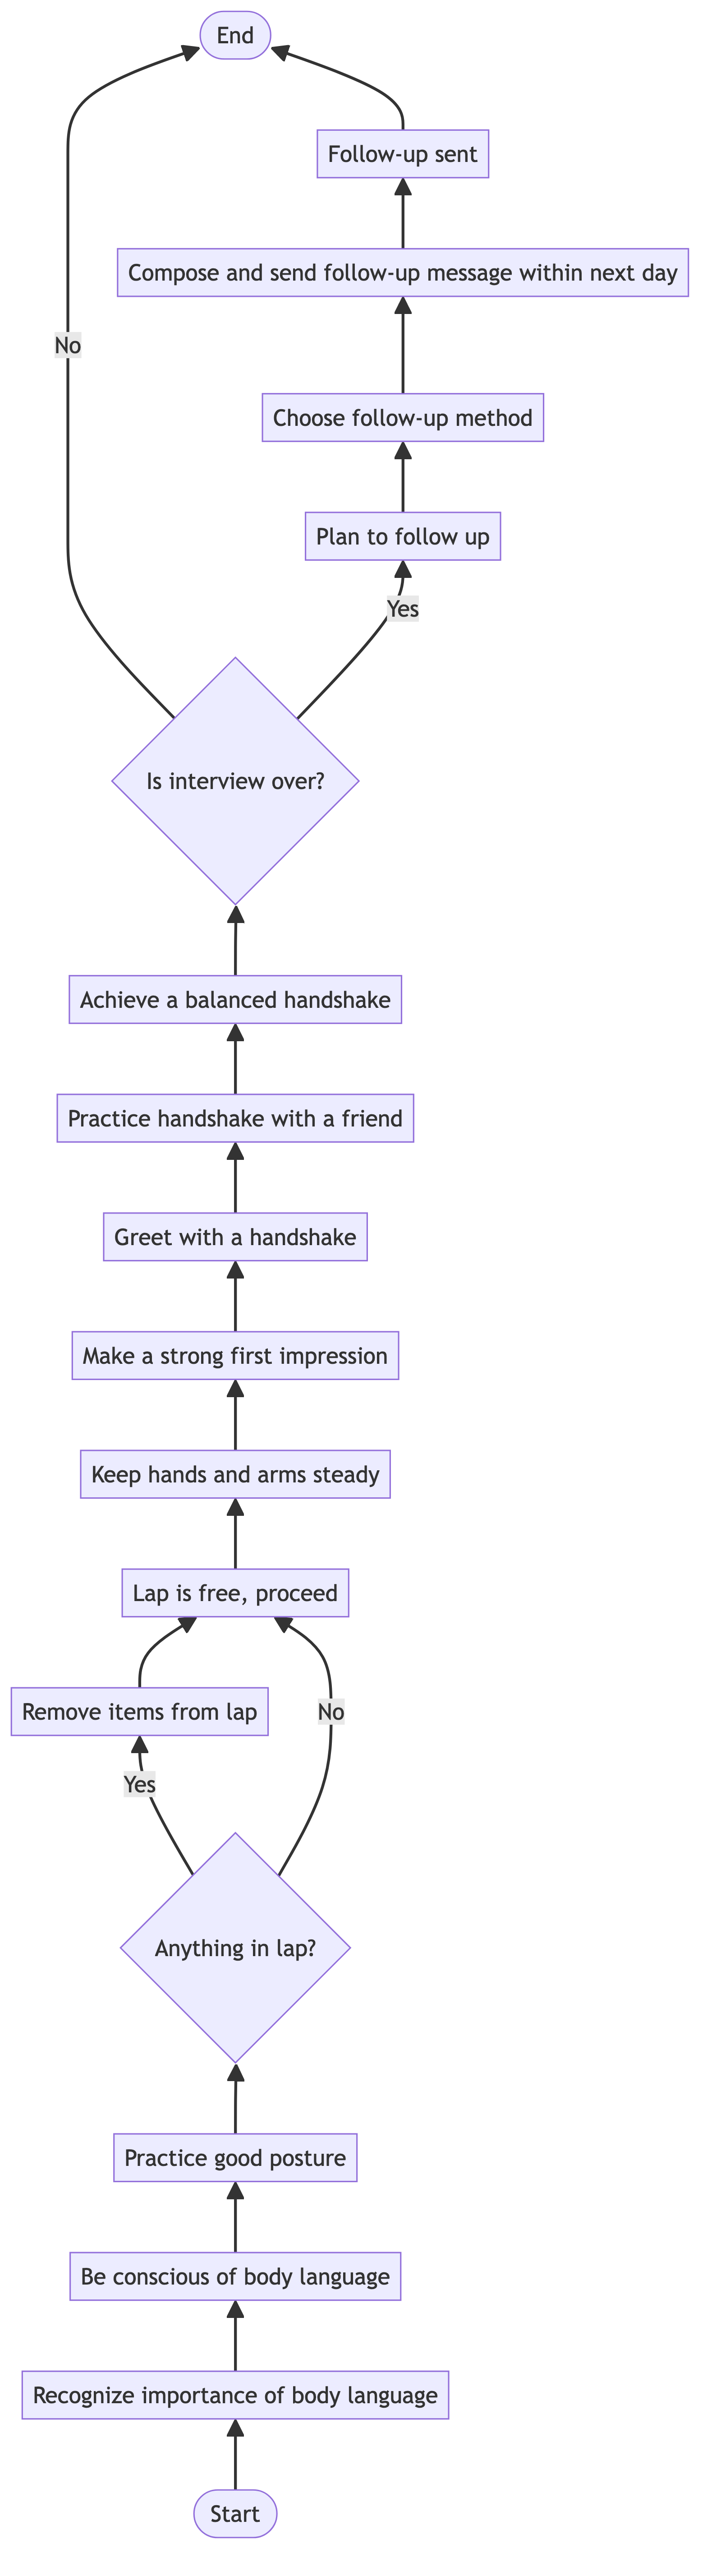 End
Follow-up sent
Compose and send follow-up message within next day
No
Choose follow-up method
Plan to follow up
Yes
Is interview over?
Achieve a balanced handshake
Practice handshake with a friend
Greet with a handshake
Make a strong first impression
Keep hands and arms steady
Lap is free, proceed
Remove items from lap
No
Yes
Anything in lap?
Practice good posture
Be conscious of body language
Recognize importance of body language
Start